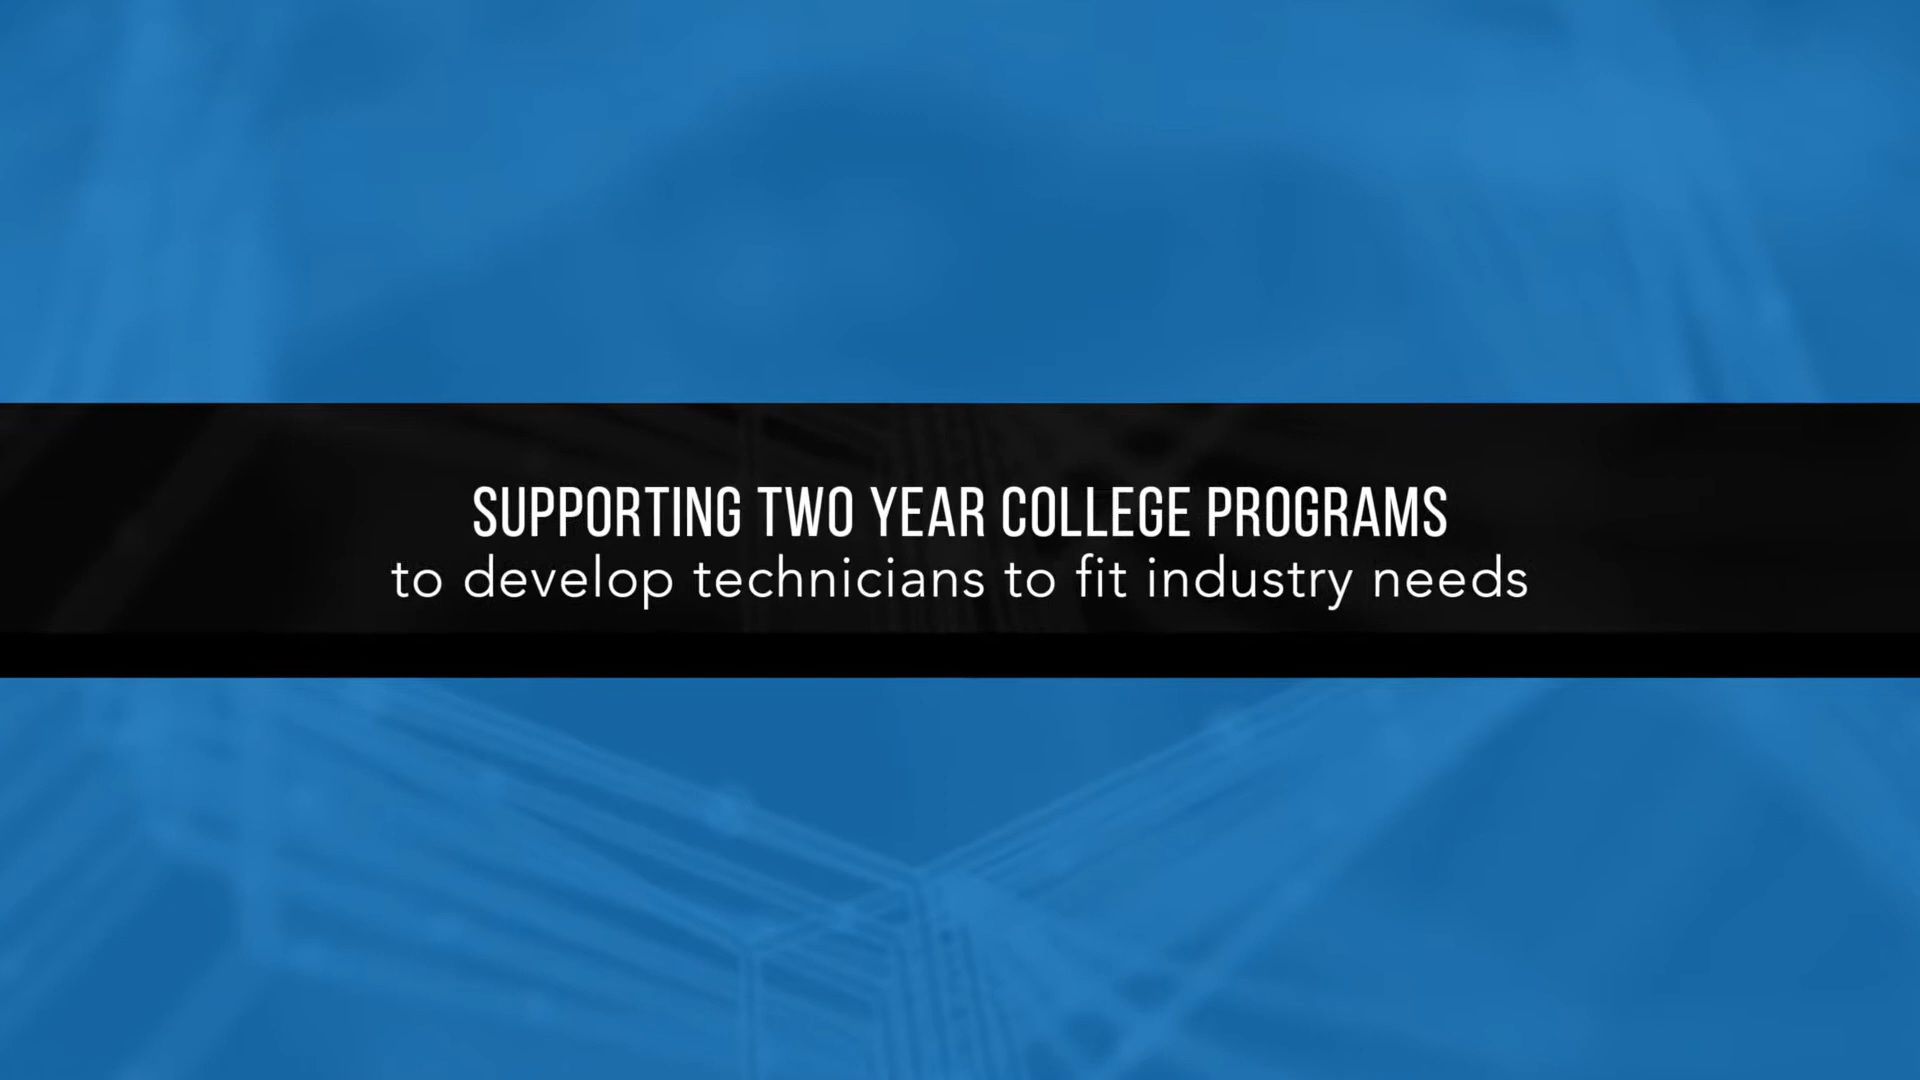 SUPPORTING TWO YEAR COLLEGE PROGRAMS
to develop technicians to fit industry needs